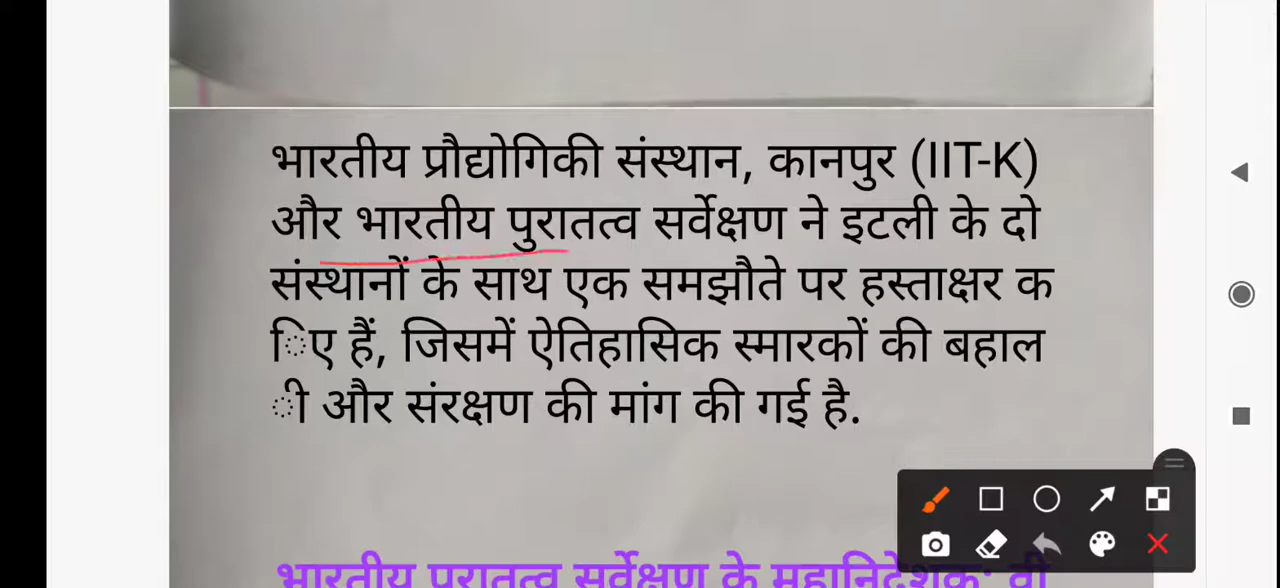 भारतीय प्रौद्योगिकी संस्थान, कानपुर (IIT-K)
और भारतीय पुरातत्व सर्वेक्षण ने इटली के दो
संस्थानों के साथ एक समझौते पर हस्ताक्षर क
िए हैं, जिसमें ऐतिहासिक स्मारकों की बहाल
ी और संरक्षण की मांग की गई है.
भारतीय पुरातत्व सर्वेक्षण के महानिदेशक: वी